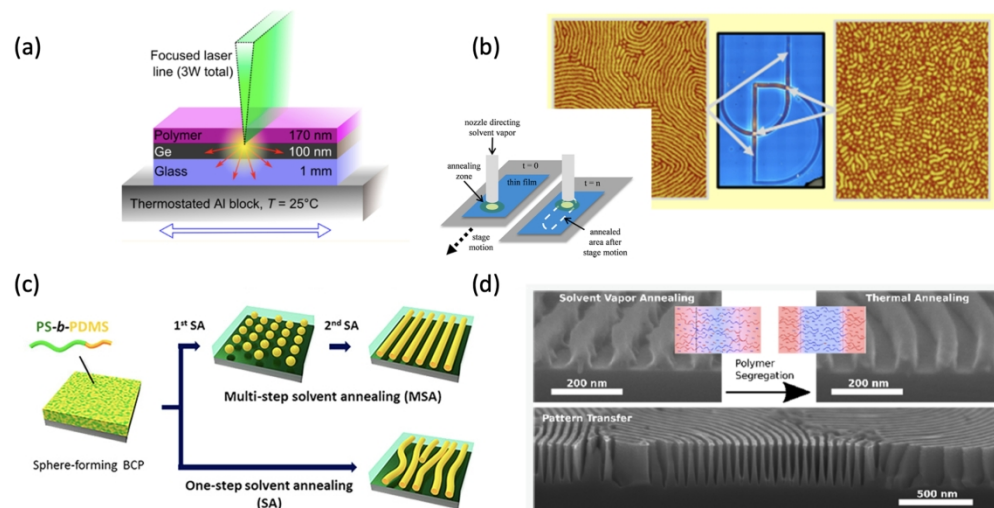 (a)
Focused laser
line (3W total)
Polymer 170 nm
Ge 100 nm
Glass 1 mm
Thermostated Al block, T = 25°C
(b)
nozzle directing
solvent vapor
annealing
zone
t = 0
thin film
t = n
stage
motion
annealed
area after
stage motion
(c)
PS-b-PDMS
Sphere-forming BCP
1st SA
2nd SA
Multi-step solvent annealing (MSA)
One-step solvent annealing
(SA)
(d)
Solvent Vapor Annealing
Thermal Annealing
200 nm
Polymer
Segregation
200 nm
Pattern Transfer
500 nm